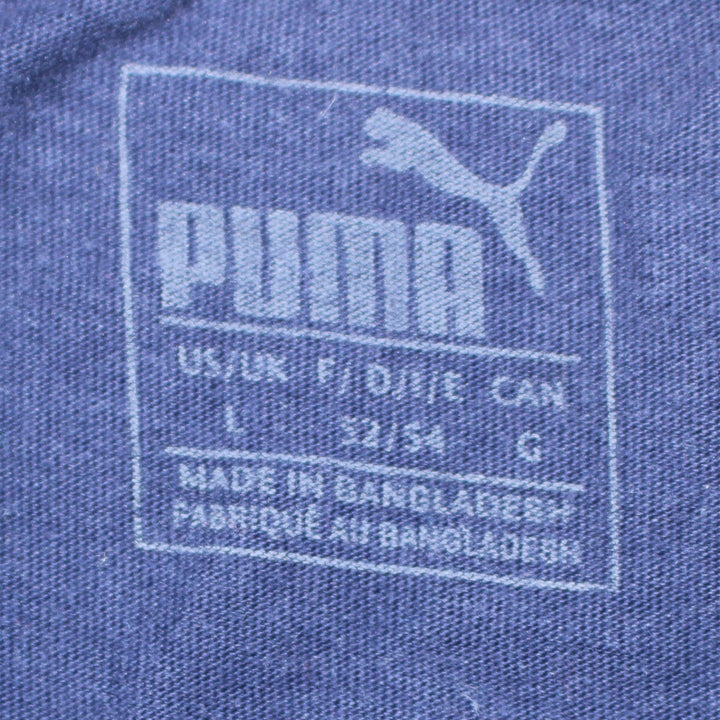 PUMA
US/UK F/ D/I/E CAN
L 52/54 G
MADE IN BANGLADESH
FABRIQUÉ AU BANGLADESH